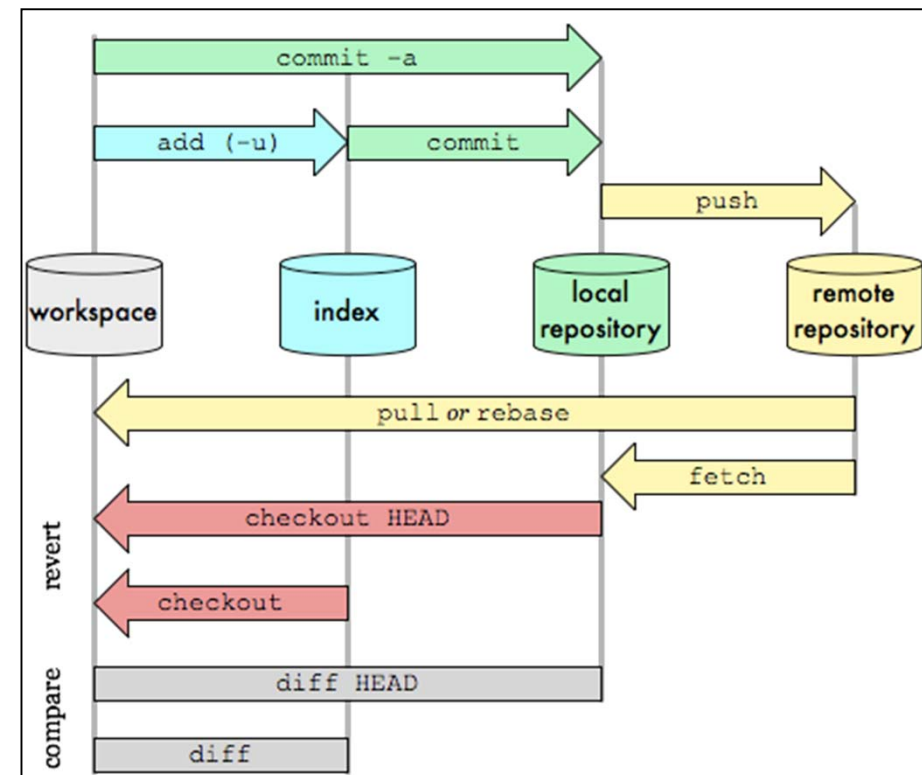 commit -a
add (-u)
commit
push
workspace
index
local
repository
remote
repository
pull or rebase
fetch
revert
checkout HEAD
checkout
compare
diff HEAD
diff